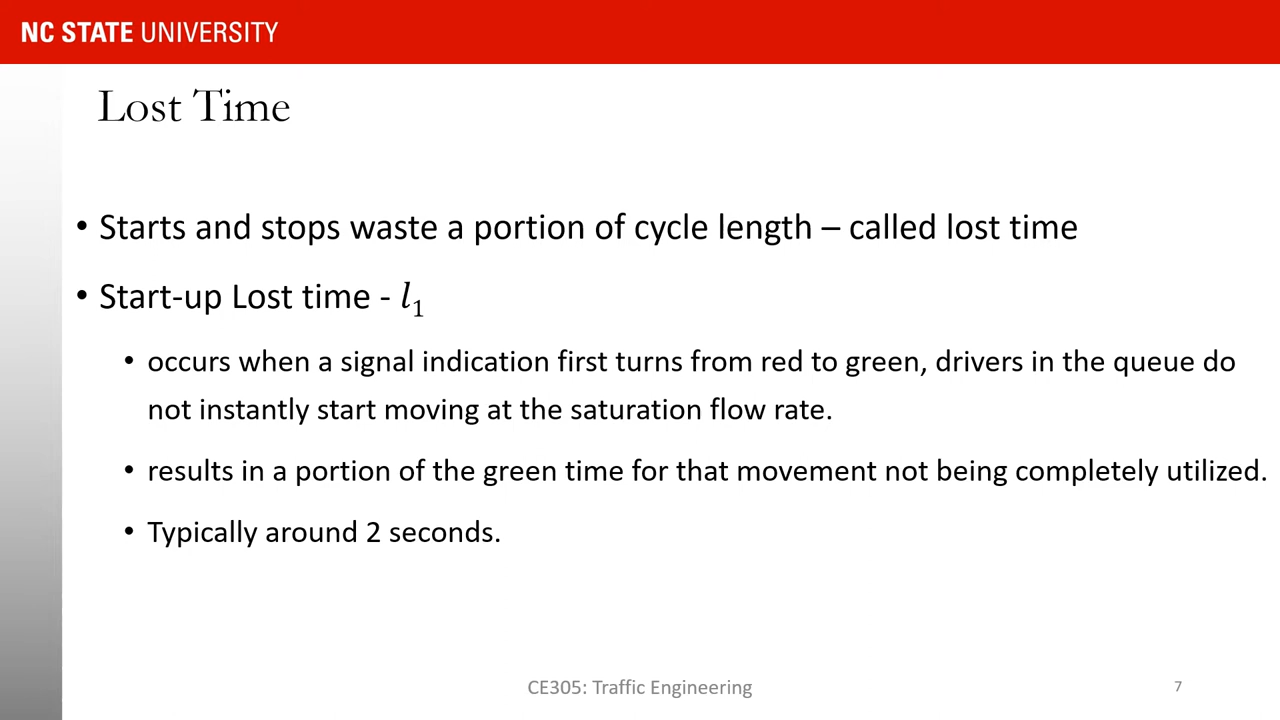 NC STATE UNIVERSITY
Lost Time
• Starts and stops waste a portion of cycle length – called lost time
• Start-up Lost time - l₁
• occurs when a signal indication first turns from red to green, drivers in the queue do
not instantly start moving at the saturation flow rate.
• results in a portion of the green time for that movement not being completely utilized.
• Typically around 2 seconds.
CE305: Traffic Engineering
7